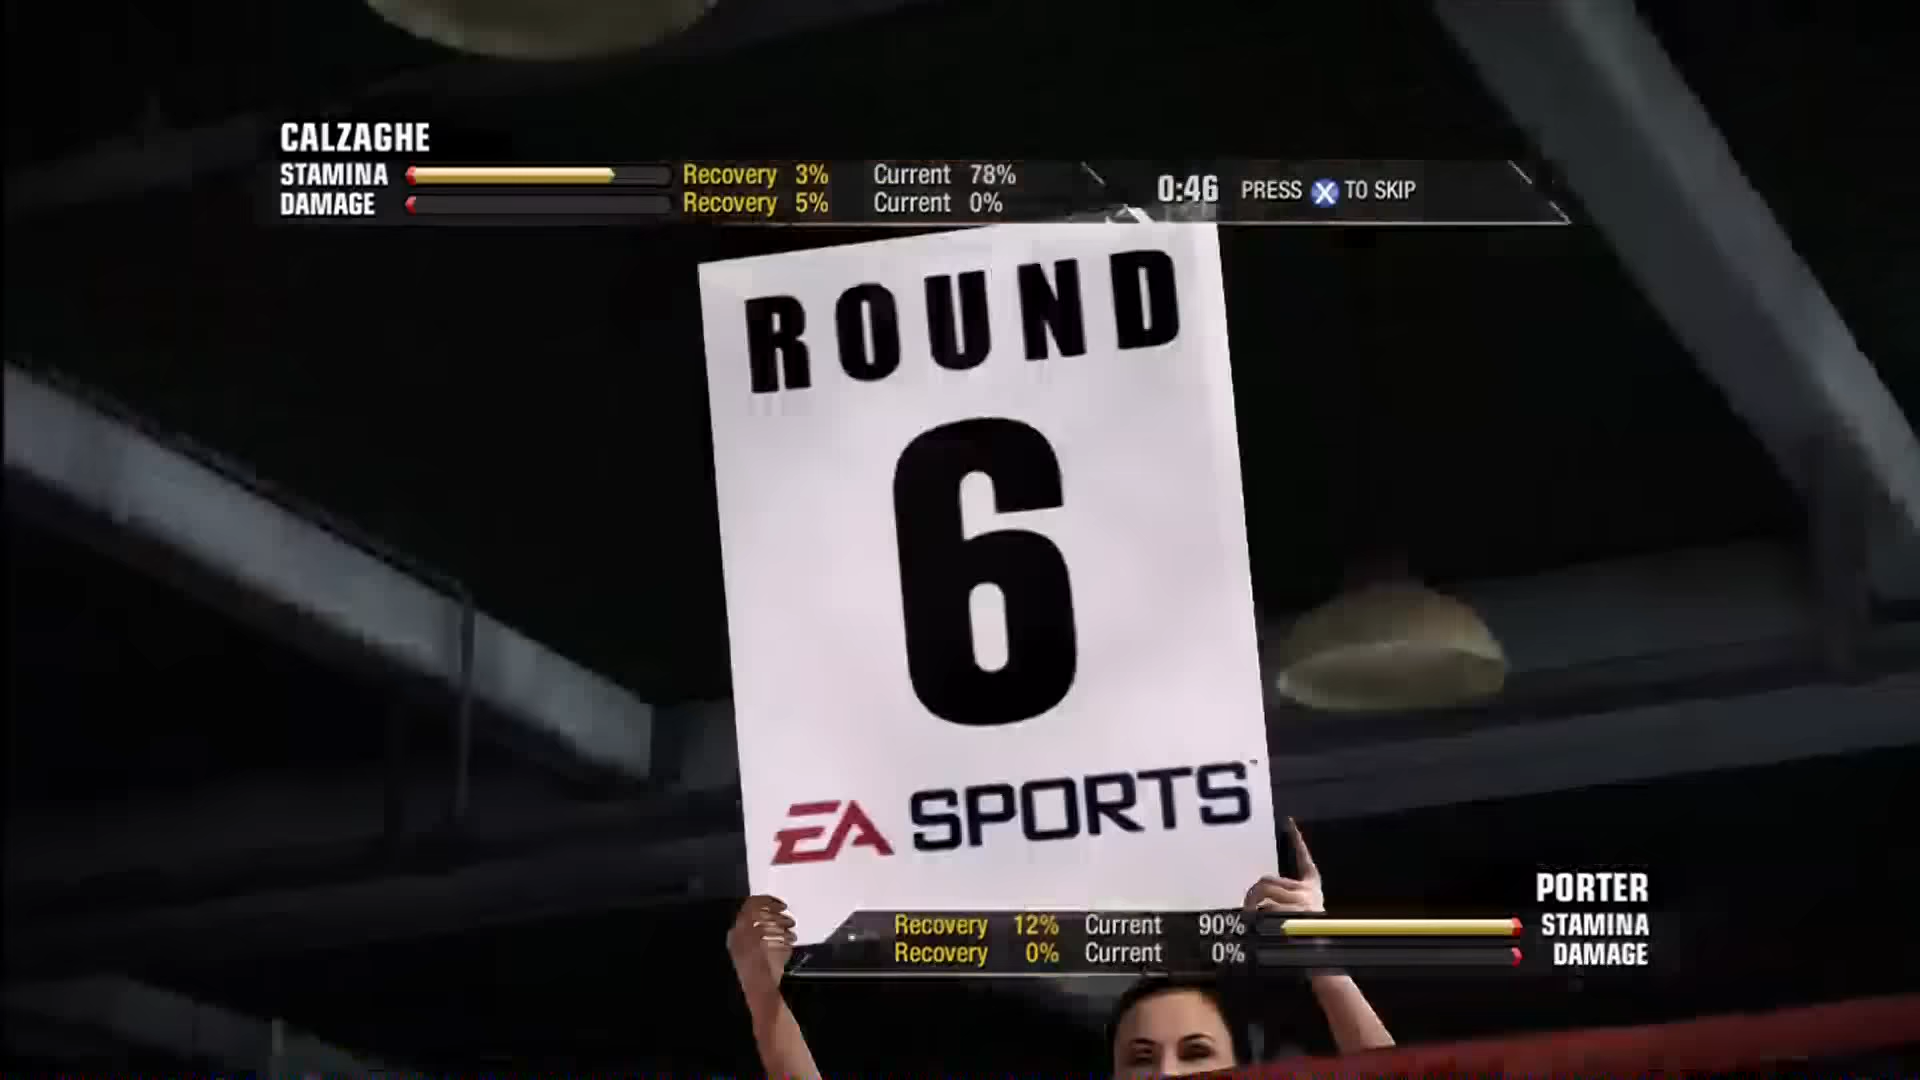 CALZAGHE
STAMINA Recovery 3% Current 78%
DAMAGE Recovery 5% Current 0%
0:46 PRESS X TO SKIP
ROUND
6
EA SPORTS™
PORTER
Recovery 12% Current 90% STAMINA
Recovery 0% Current 0% DAMAGE